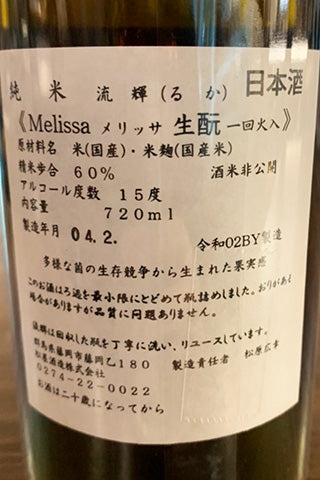 純米 流輝(るか) 日本酒
《Melissa メリッサ 生酛 一回火入》
原材料名 米(国産)・米麹(国産米)
精米歩合 60% 酒米非公開
アルコール度数 15度
内容量 720ml
製造年月 04.2. 令和02BY製造
多様な菌の生存競争から生まれた果実感
このお酒はろ過を最小限にとどめて瓶詰めしました。おりがある
場合がありますが品質に問題ありません。
該瓶は回収した瓶を丁寧に洗い、リユースしています。
群馬県藤岡市藤岡乙180 製造責任者 松原広幸
松屋酒造株式会社
0274-22-0022
お酒は二十歳になってから